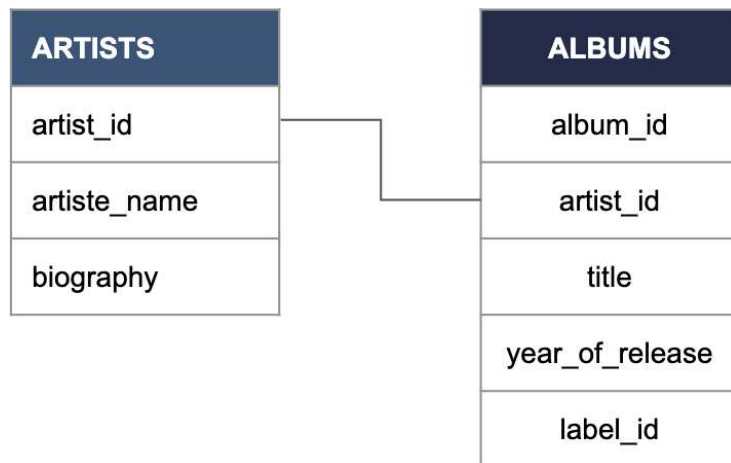 ARTISTS
artist_id
artiste_name
biography
ALBUMS
album_id
artist_id
title
year_of_release
label_id